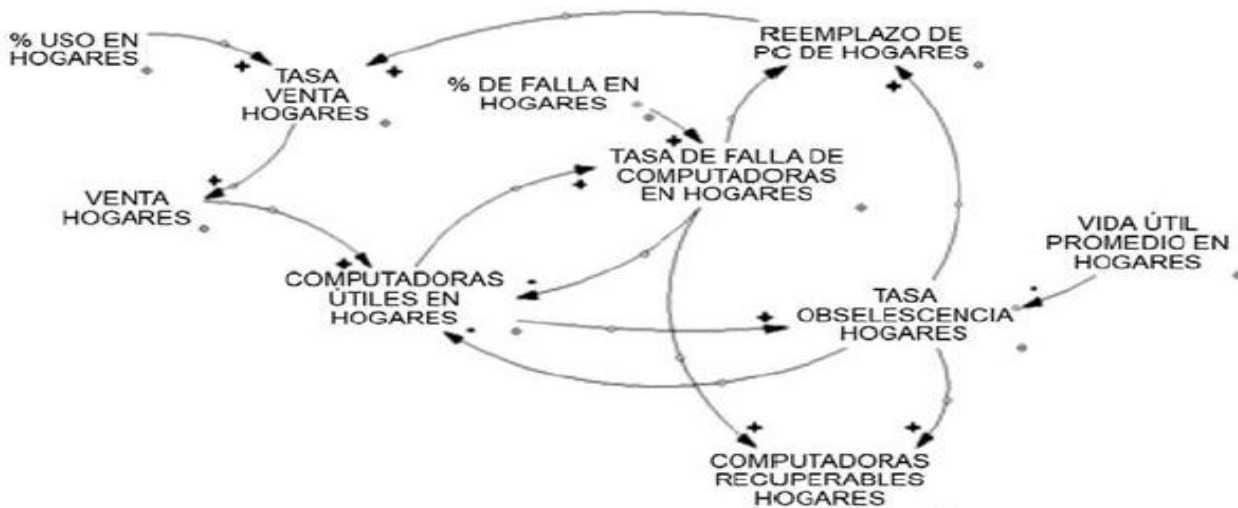 % USO EN
HOGARES
TASA
VENTA
HOGARES
REEMPLAZO DE
PC DE HOGARES
% DE FALLA EN
HOGARES
TASA DE FALLA DE
COMPUTADORAS
EN HOGARES
VENTA
HOGARES
VIDA ÚTIL
PROMEDIO EN
HOGARES
COMPUTADORAS
ÚTILES EN
HOGARES
TASA
OBSELESCENCIA
HOGARES
COMPUTADORAS
RECUPERABLES
HOGARES